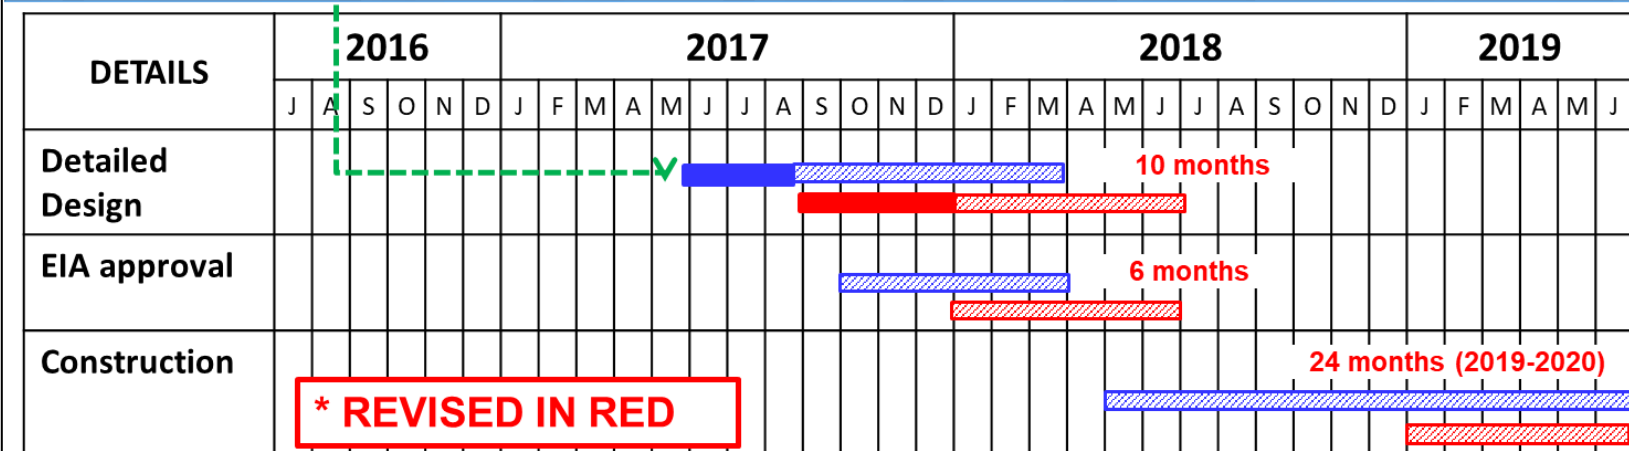 DETAILS
2016 2017 2018 2019
J A S O N D J F M A M J J A S O N D J F M A M J J A S O N D J F M A M J
Detailed
Design
10 months
EIA approval
6 months
Construction
24 months (2019-2020)
* REVISED IN RED